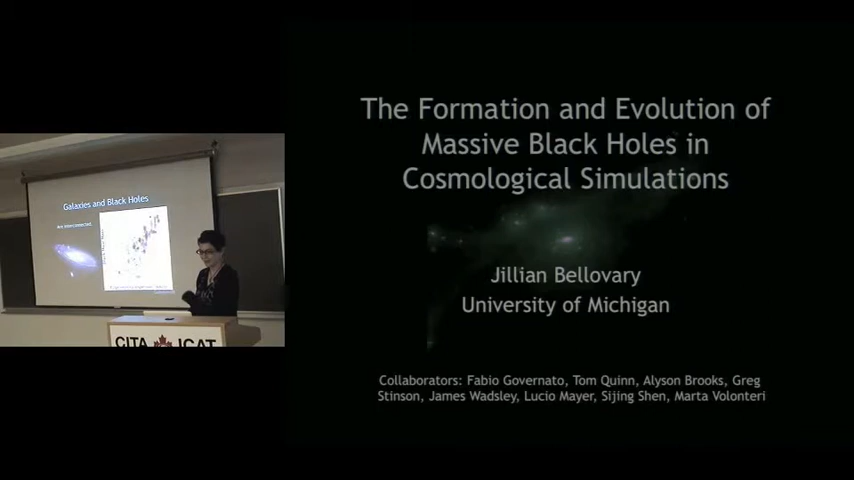 The Formation and Evolution of
Massive Black Holes in
Cosmological Simulations
Jillian Bellovary
University of Michigan
Collaborators: Fabio Governato, Tom Quinn, Alyson Brooks, Greg
Stinson, James Wadsley, Lucio Mayer, Sijing Shen, Marta Volonteri
Galaxies and Black Holes
CITA ICAT